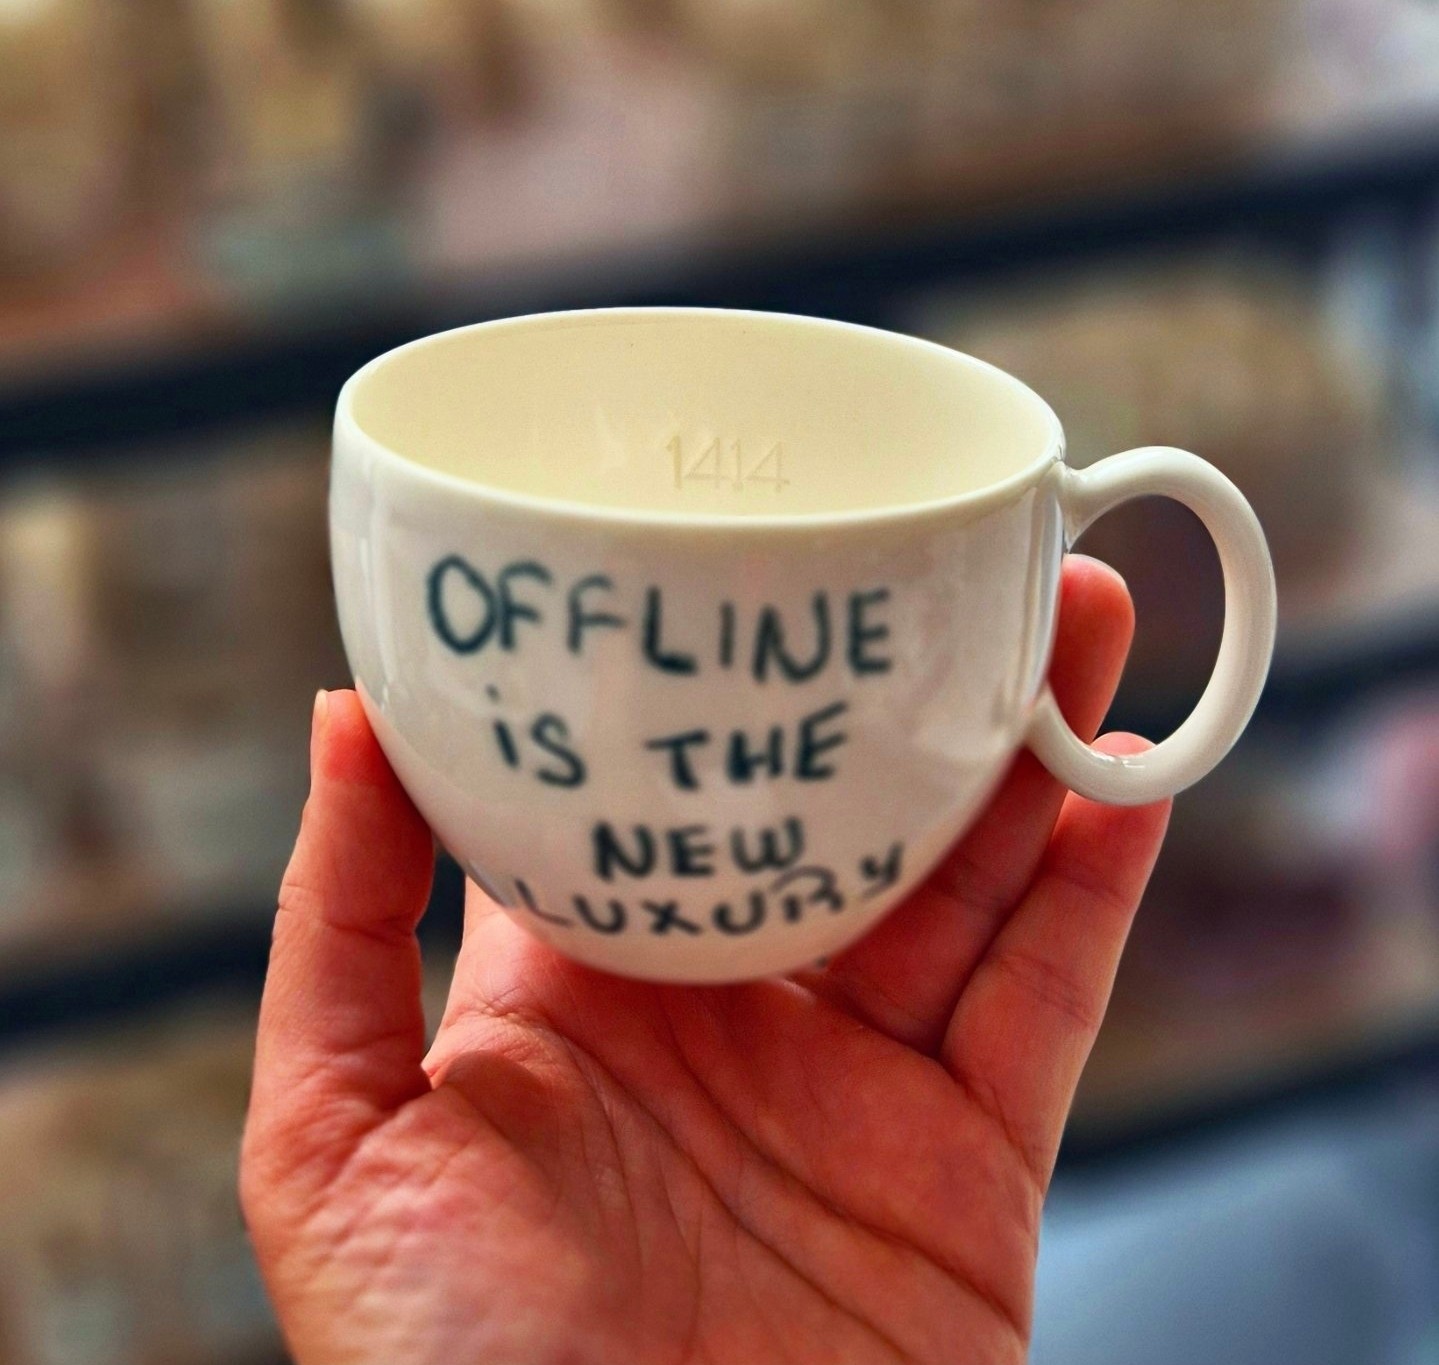 1414
OFFLINE
iS THE
NEW
LUXURY